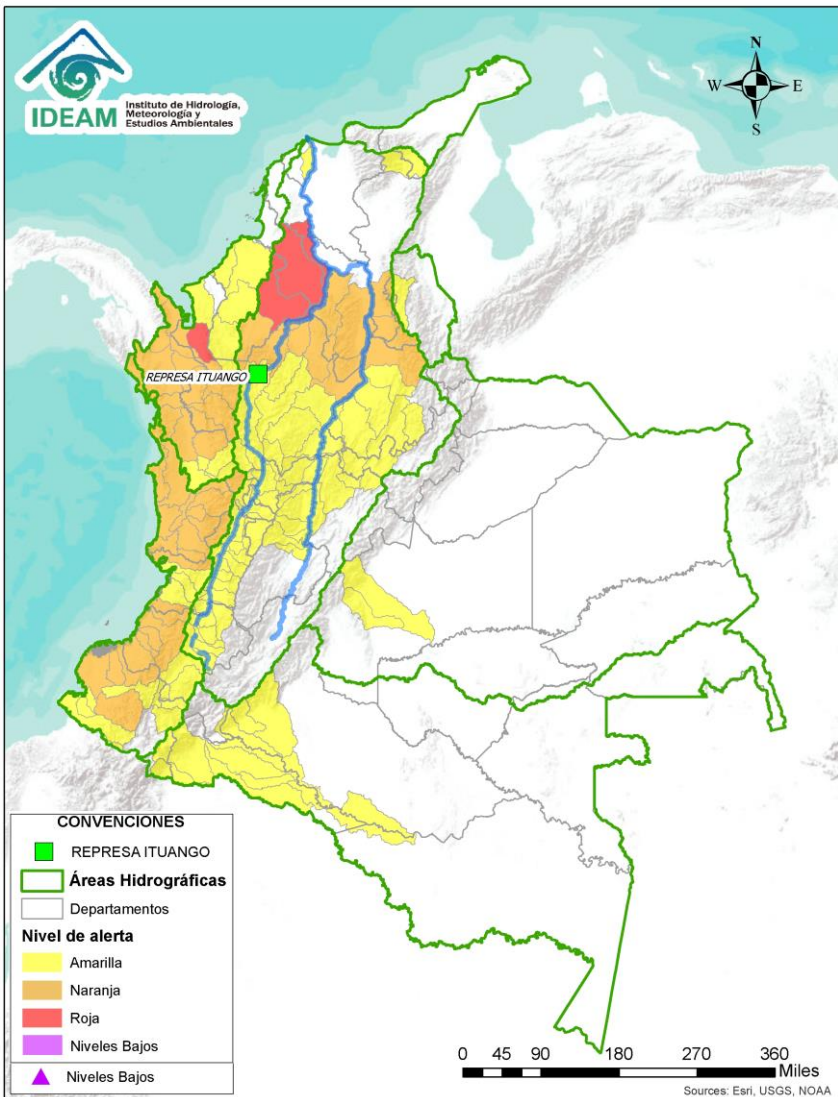 IDEAM
Instituto de Hidrología,
Meteorología y
Estudios Ambientales
N
W
E
S
REPRESA ITUANGO
CONVENCIONES
REPRESA ITUANGO
Áreas Hidrográficas
Departamentos
Nivel de alerta
Amarilla
Naranja
Roja
Niveles Bajos
Niveles Bajos
0 45 90 180 270 360
Miles
Sources: Esri, USGS, NOAA